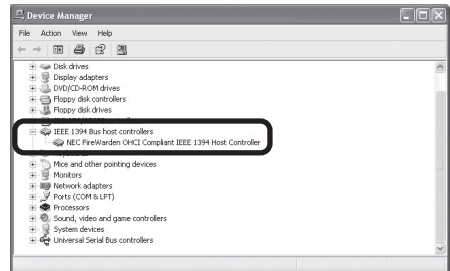 Device Manager
File Action View Help
Disk drives
Display adapters
DVD/CD-ROM drives
Floppy disk controllers
Floppy disk drives
IEEE 1394 Bus host controllers
NEC FireWarden OHCI Compliant IEEE 1394 Host Controller
Mice and other pointing devices
Monitors
Network adapters
Ports (COM & LPT)
Processors
Sound, video and game controllers
System devices
Universal Serial Bus controllers